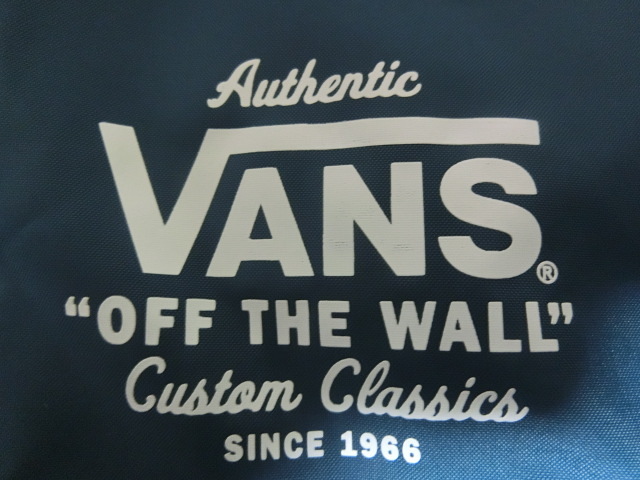 Authentic
VANS®
“OFF THE WALL”
Custom Classics
SINCE 1966